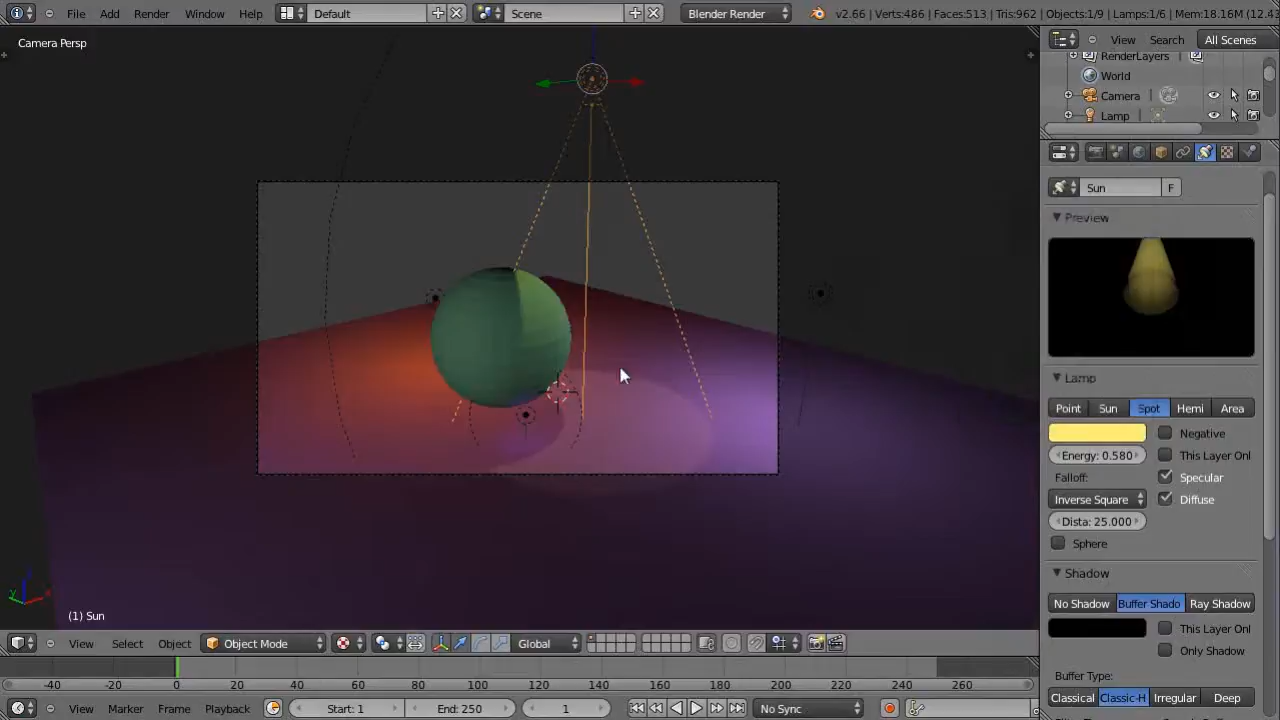 File Add Render Window Help Default Scene Blender Render v2.66 | Verts:486 | Faces:513 | Tris:962 | Objects:1/9 | Lamps:1/6 | Mem:18.16M (12.4
Camera Persp
View Search All Scenes
RenderLayers
World
Camera
Lamp
Sun F
Preview
Lamp
Point Sun Spot Hemi Area
Negative
Energy: 0.580 This Layer Onl
Falloff: Specular
Inverse Square Diffuse
Dista: 25.000
Sphere
Shadow
No Shadow Buffer Shado Ray Shadow
This Layer Onl
Only Shadow
Buffer Type:
Classical Classic-H Irregular Deep
(1) Sun
View Select Object Object Mode Global
-40 -20 0 20 40 60 80 100 120 140 160 180 200 220 240 260
View Marker Frame Playback Start: 1 End: 250 1 No Sync